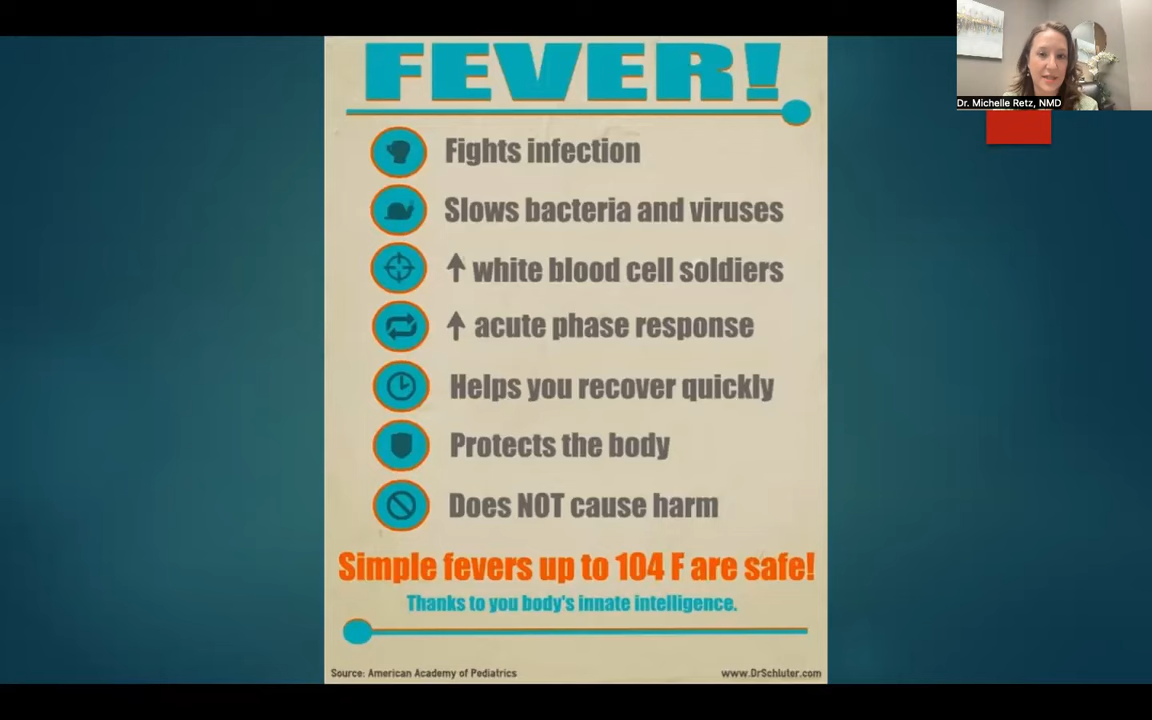 FEVER!
Dr. Michelle Retz, NMD
Fights infection
Slows bacteria and viruses
↑ white blood cell soldiers
↑ acute phase response
Helps you recover quickly
Protects the body
Does NOT cause harm
Simple fevers up to 104 F are safe!
Thanks to you body's innate intelligence.
Source: American Academy of Pediatrics
www.DrSchluter.com